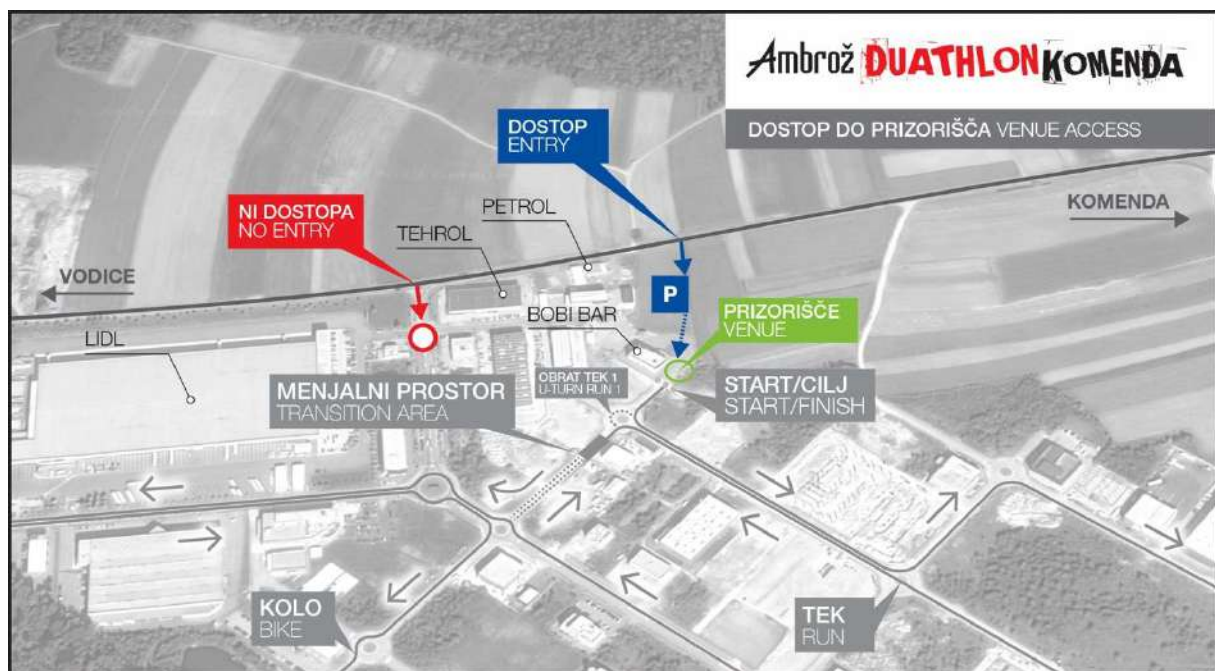 Ambrož DUATHLON KOMENDA
DOSTOP DO PRIZORIŠČA VENUE ACCESS
DOSTOP
ENTRY
KOMENDA
NI DOSTOPA
NO ENTRY
PETROL
TEHROL
VODICE
P
PRIZORIŠČE
VENUE
BOBI BAR
LIDL
OBRAT TEK 1
U-TURN RUN 1
START/CILJ
START/FINISH
MENJALNI PROSTOR
TRANSITION AREA
KOLO
BIKE
TEK
RUN